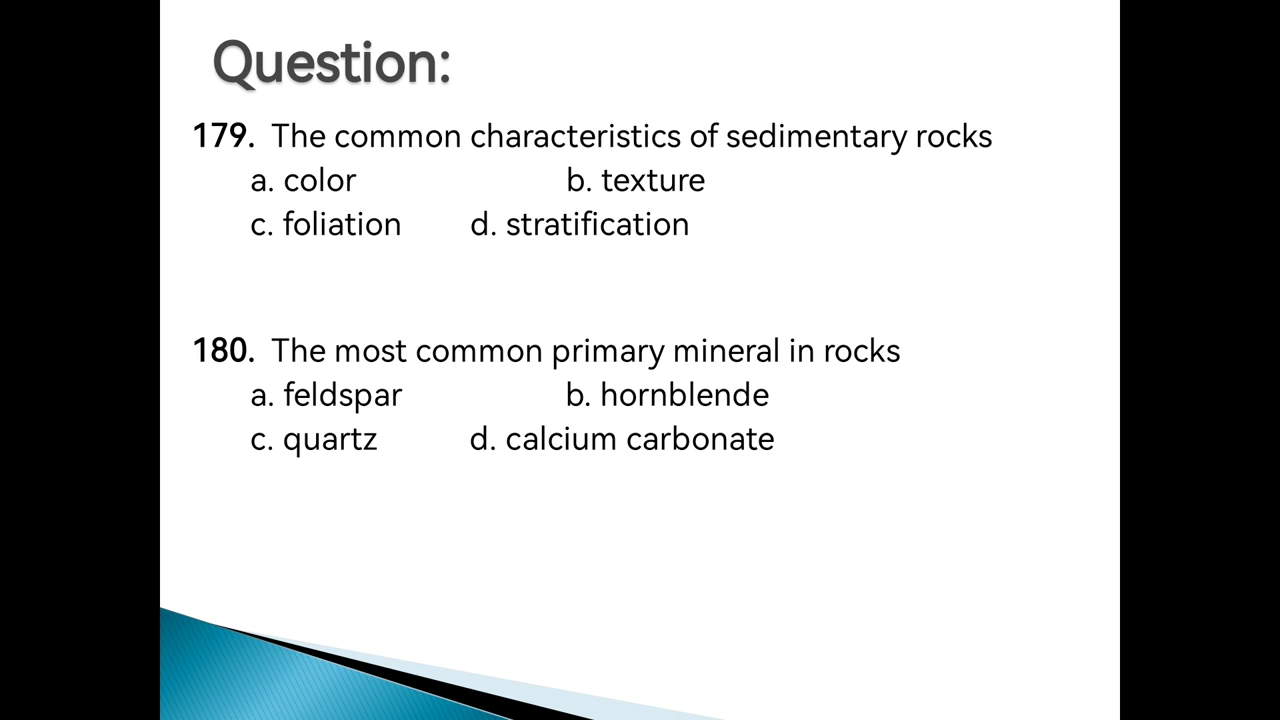 Question:
179. The common characteristics of sedimentary rocks
a. color b. texture
c. foliation d. stratification
180. The most common primary mineral in rocks
a. feldspar b. hornblende
c. quartz d. calcium carbonate